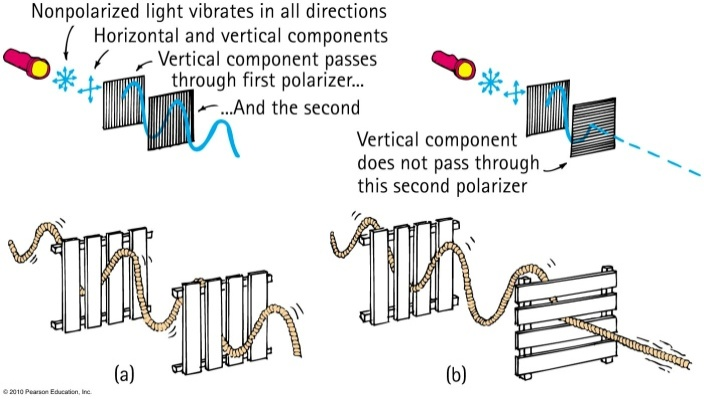 Nonpolarized light vibrates in all directions
Horizontal and vertical components
Vertical component passes
through first polarizer...
...And the second
Vertical component
does not pass through
this second polarizer
(a)
(b)
© 2010 Pearson Education, Inc.